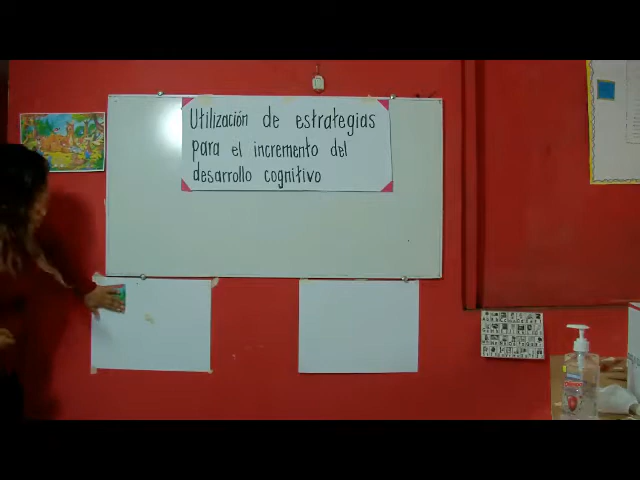 Utilización de estrategias
para el incremento del
desarrollo cognitivo